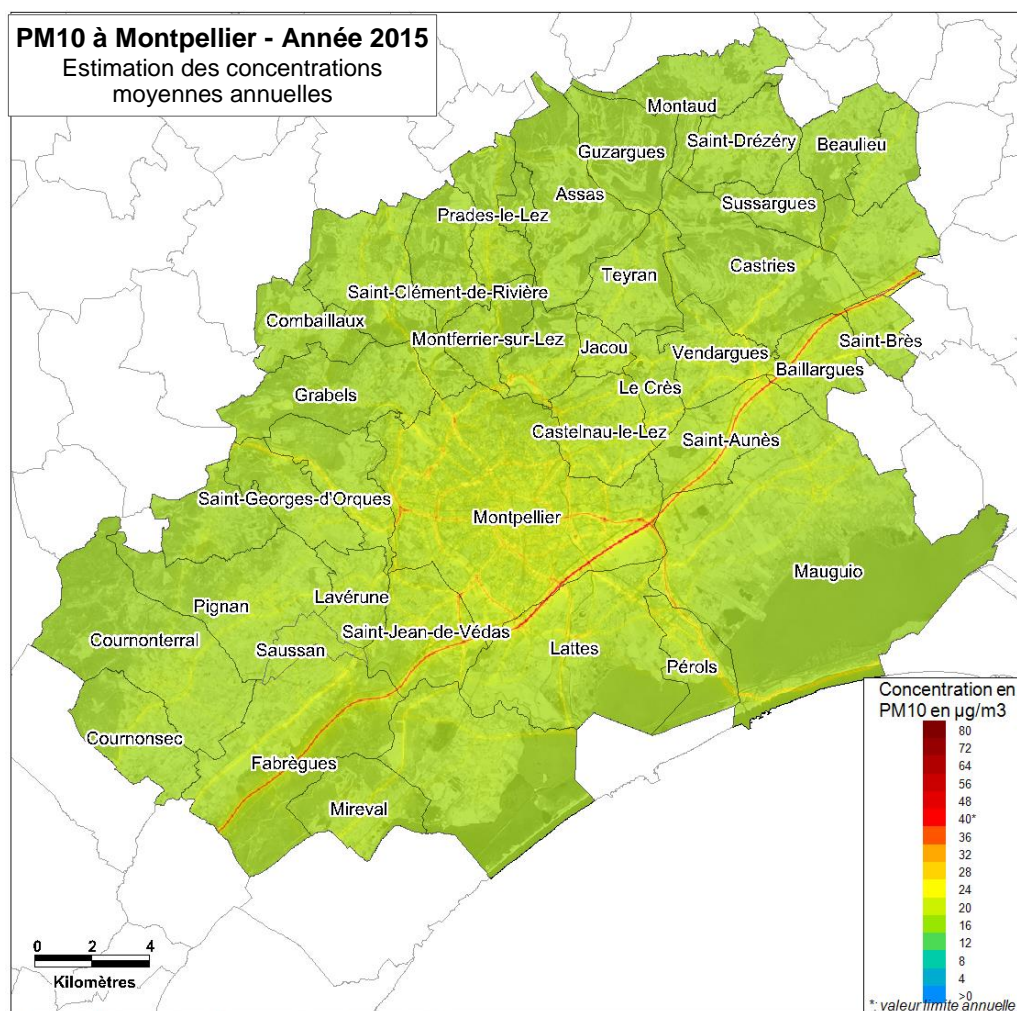 PM10 à Montpellier - Année 2015
Estimation des concentrations
moyennes annuelles
Montaud
Saint-Drézéry
Beaulieu
Guzargues
Assas
Sussargues
Prades-le-Lez
Castries
Teyran
Saint-Clément-de-Rivière
Combaillaux
Montferrier-sur-Lez
Jacou
Vendargues
Saint-Brès
Baillargues
Grabels
Le Crès
Castelnau-le-Lez
Saint-Aunès
Saint-Georges-d'Orques
Montpellier
Mauguio
Lavérune
Pignan
Saint-Jean-de-Védas
Cournonterral
Saussan
Lattes
Pérols
Cournonsec
Fabrègues
Mireval
Concentration en
PM10 en µg/m3
80
72
64
56
48
40*
36
32
28
24
20
16
12
8
4
>0
*: valeur limite annuelle
0 2 4
Kilomètres